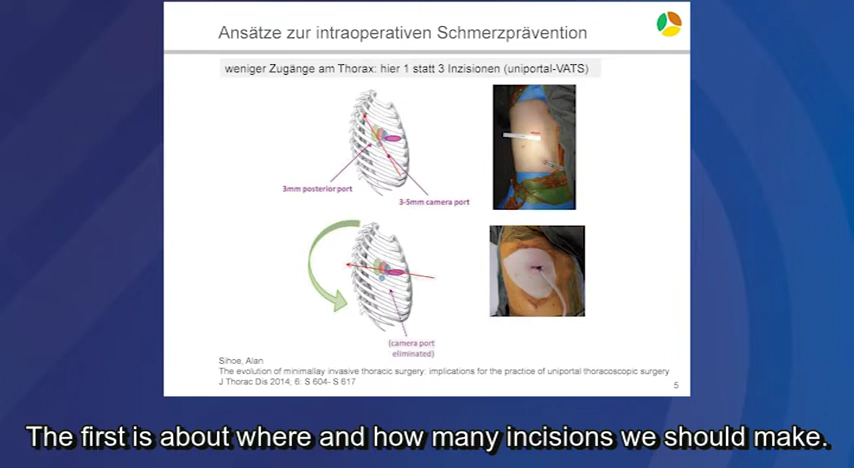 Ansätze zur intraoperativen Schmerzprävention
weniger Zugänge am Thorax: hier 1 statt 3 Inzisionen (uniportal-VATS)
3mm posterior port
3-5mm camera port
(camera port
eliminated)
Sihoe, Alan
The evolution of minimallay invasive thoracic surgery: implications for the practice of uniportal thoracoscopic surgery
J Thorac Dis 2014; 6: S 604- S 617
5
The first is about where and how many incisions we should make.